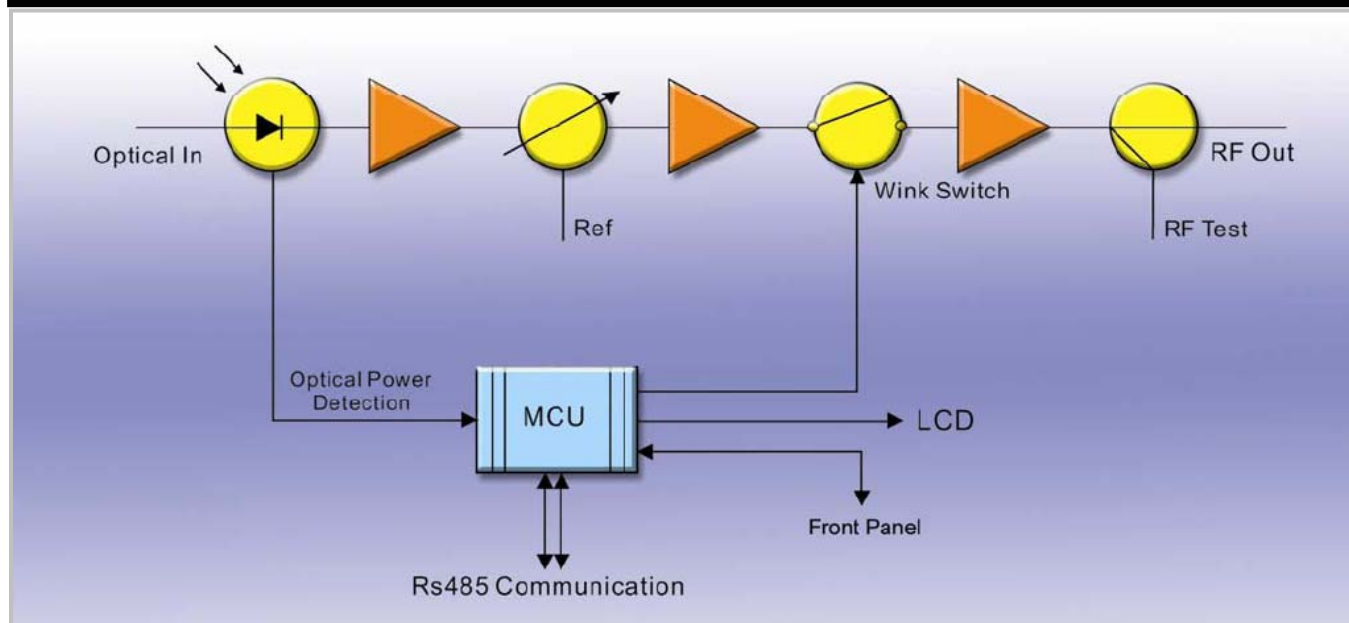 Optical In
RF Out
Wink Switch
Ref
RF Test
Optical Power
Detection
MCU
LCD
Front Panel
Rs485 Communication